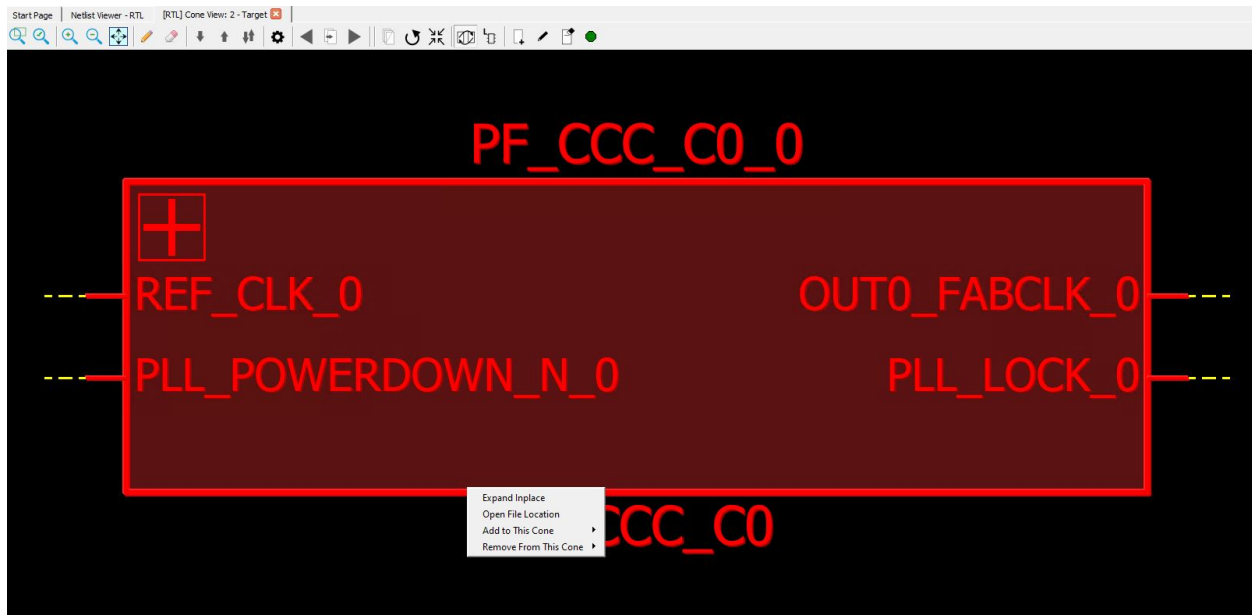 Start Page
Netlist Viewer - RTL
[RTL] Cone View: 2 - Target
PF_CCC_C0_0
REF_CLK_0
OUT0_FABCLK_0
PLL_POWERDOWN_N_0
PLL_LOCK_0
Expand Inplace
Open File Location
Add to This Cone
Remove From This Cone
CCC_C0